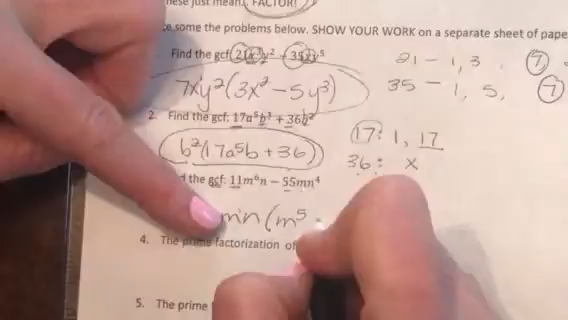 these just mean FACTOR!
some the problems below. SHOW YOUR WORK on a separate sheet of pape
Find the gcf: 21x³y² - 35xy⁵
21 - 1, 3, 7
7xy²(3x² - 5y³)
35 - 1, 5, 7
2. Find the gcf: 17a⁵b³ + 36b²
17: 1, 17
b²(17a⁵b + 36)
36: x
the gcf: 11m⁶n - 55mn⁴
mn(m⁵
4. The prime factorization of
5. The prime